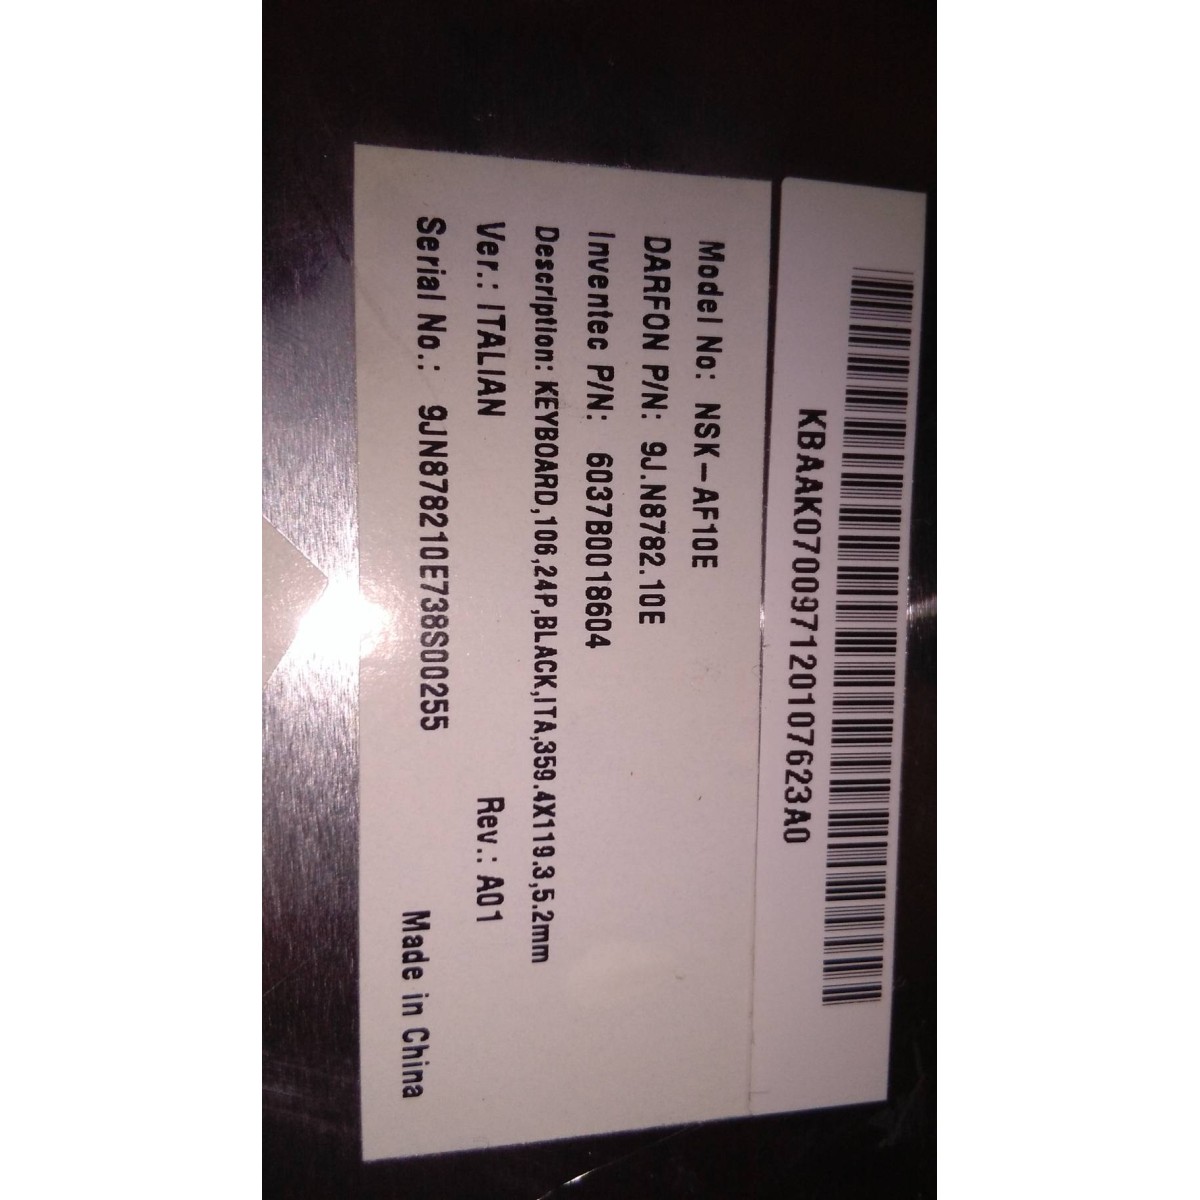 KBAAK070097120107623A0
Model No: NSK-AF10E
DARFON P/N: 9J.N8782.10E
Inventec P/N: 6037B0018604
Description: KEYBOARD,106,24P,BLACK,ITA,359.4X119.3,5.2mm
Ver.: ITALIAN Rev.: A01
Serial No.: 9JN878210E738S00255
Made in China